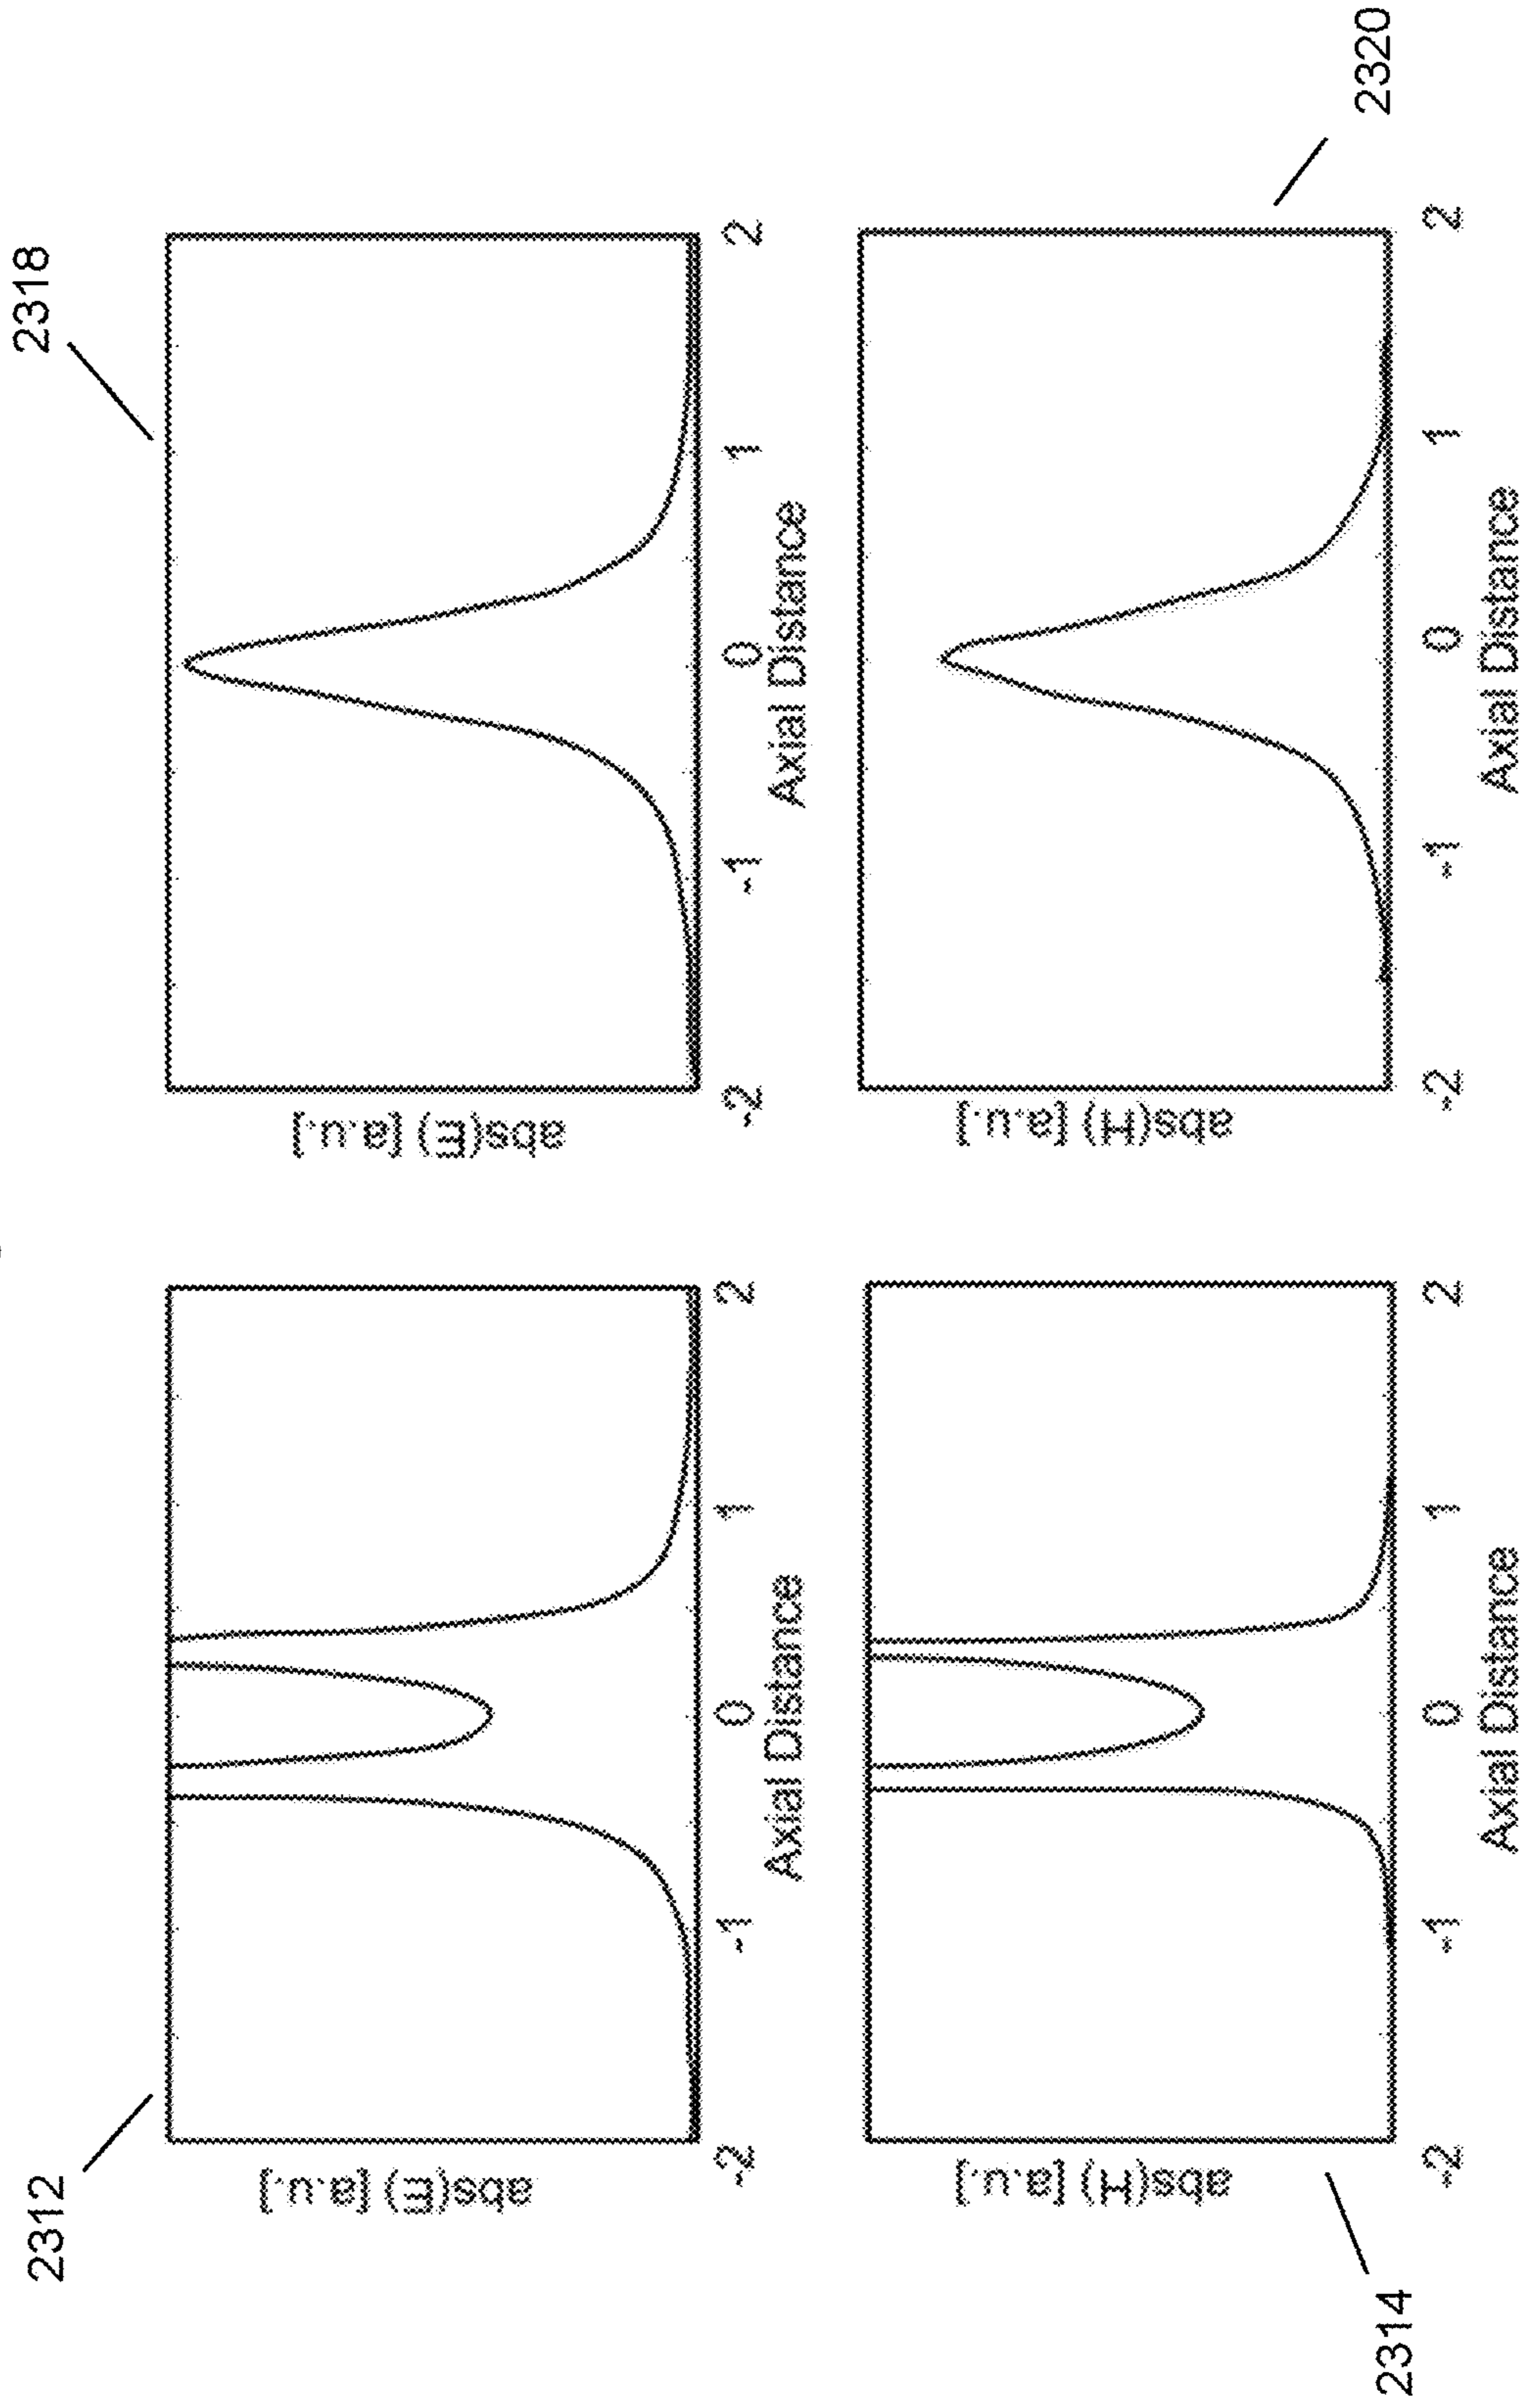 2312
abs(E) [a.u.]
-2 -1 0 1 2
Axial Distance
2318
abs(E) [a.u.]
-2 -1 0 1 2
Axial Distance
abs(H) [a.u.]
-2 -1 0 1 2
Axial Distance
2314
abs(H) [a.u.]
-2 -1 0 1 2
Axial Distance
2320